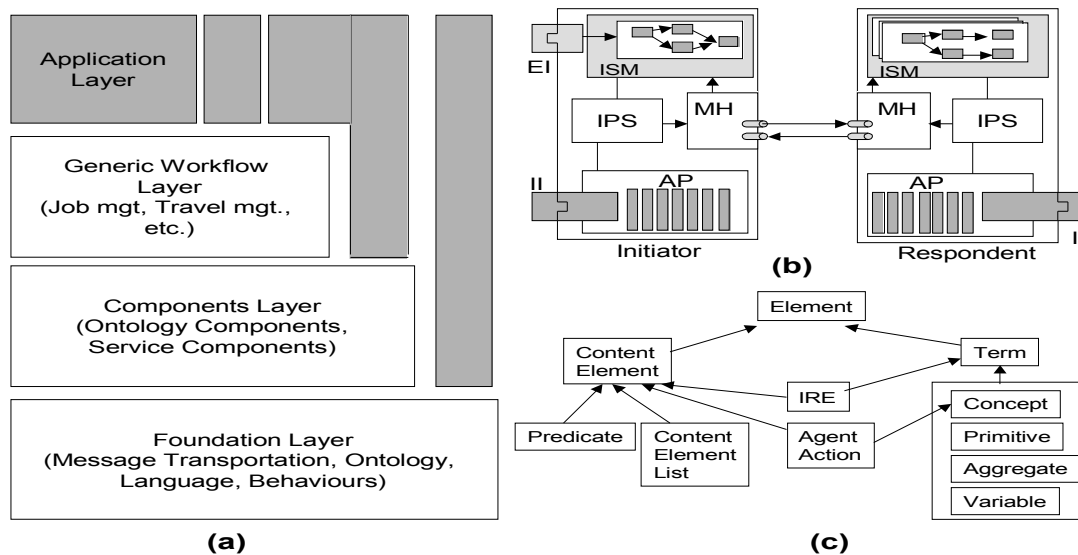 Application
Layer
Generic Workflow
Layer
(Job mgt, Travel mgt.,
etc.)
Components Layer
(Ontology Components,
Service Components)
Foundation Layer
(Message Transportation, Ontology,
Language, Behaviours)
(a)
EI
ISM
IPS
MH
II
AP
Initiator
ISM
MH
IPS
AP
I
Respondent
(b)
Element
Content
Element
Term
IRE
Concept
Predicate
Content
Element
List
Agent
Action
Primitive
Aggregate
Variable
(c)